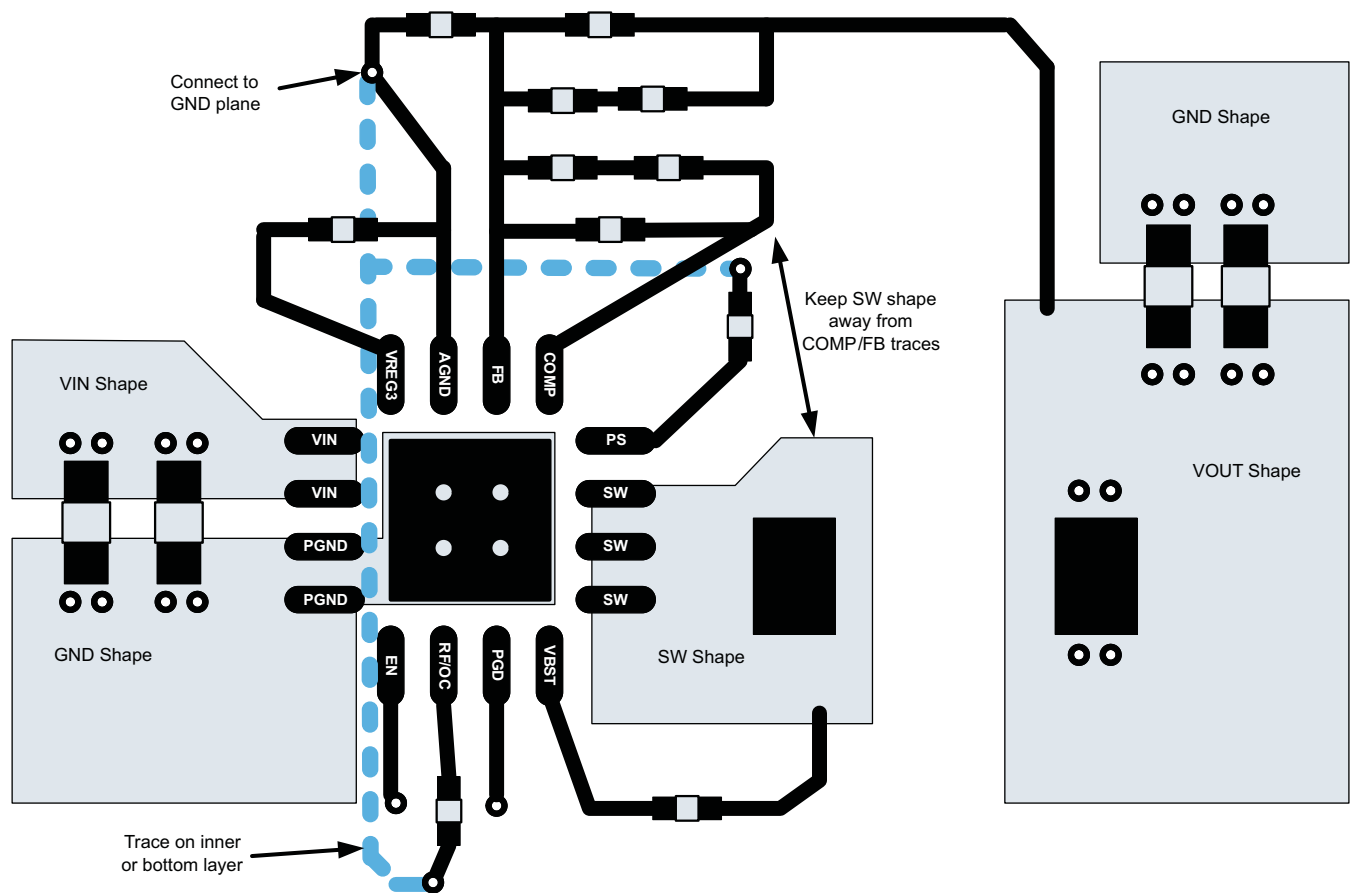 Connect to
GND plane
GND Shape
Keep SW shape
away from
COMP/FB traces
VREG3
AGND
FB
COMP
VIN Shape
VIN
PS
VOUT Shape
VIN
SW
PGND
SW
PGND
SW
GND Shape
EN
RF/OC
PGD
VBST
SW Shape
Trace on inner
or bottom layer